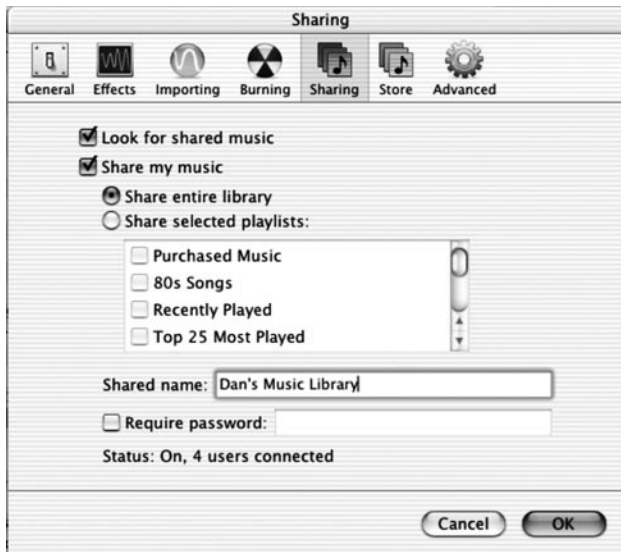 Sharing
General Effects Importing Burning Sharing Store Advanced
Look for shared music
Share my music
Share entire library
Share selected playlists:
Purchased Music
80s Songs
Recently Played
Top 25 Most Played
Shared name: Dan's Music Library
Require password:
Status: On, 4 users connected
Cancel OK